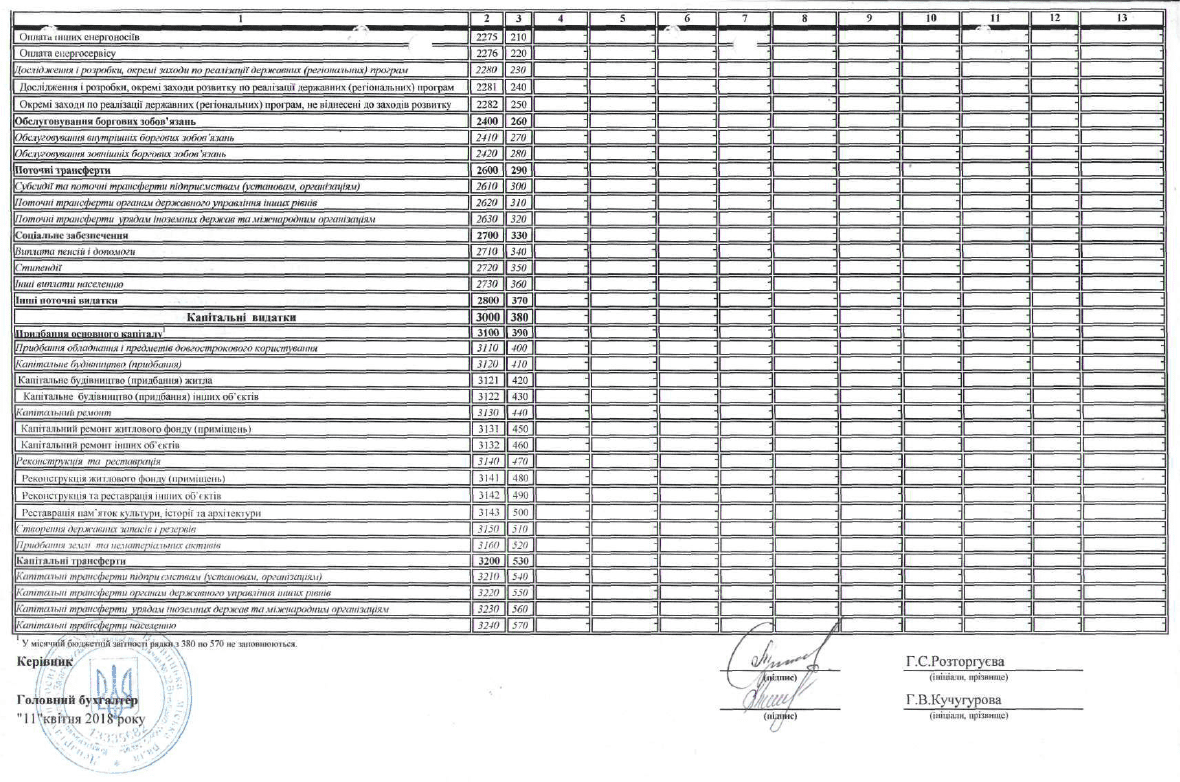 1 2 3 4 5 6 7 8 9 10 11 12 13
Оплата інших енергоносіїв 2275 210
Оплата енергосервісу 2276 220
Дослідження і розробки, окремі заходи по реалізації державних (регіональних) програм 2280 230
Дослідження і розробки, окремі заходи розвитку по реалізації державних (регіональних) програм 2281 240
Окремі заходи по реалізації державних (регіональних) програм, не віднесені до заходів розвитку 2282 250
Обслуговування боргових зобов'язань 2400 260
Обслуговування внутрішніх боргових зобов'язань 2410 270
Обслуговування зовнішніх боргових зобов'язань 2420 280
Поточні трансферти 2600 290
Субсидії та поточні трансферти підприємствам (установам, організаціям) 2610 300
Поточні трансферти органам державного управління інших рівнів 2620 310
Поточні трансферти урядам іноземних держав та міжнародним організаціям 2630 320
Соціальне забезпечення 2700 330
Виплата пенсій і допомоги 2710 340
Стипендії 2720 350
Інші виплати населенню 2730 360
Інші поточні видатки 2800 370
Капітальні видатки 3000 380
Придбання основного капіталу1 3100 390
Придбання обладнання і предметів довгострокового користування 3110 400
Капітальне будівництво (придбання) 3120 410
Капітальне будівництво (придбання) житла 3121 420
Капітальне будівництво (придбання) інших об'єктів 3122 430
Капітальний ремонт 3130 440
Капітальний ремонт житлового фонду (приміщень) 3131 450
Капітальний ремонт інших об'єктів 3132 460
Реконструкція та реставрація 3140 470
Реконструкція житлового фонду (приміщень) 3141 480
Реконструкція та реставрація інших об'єктів 3142 490
Реставрація пам'яток культури, історії та архітектури 3143 500
Створення державних запасів і резервів 3150 510
Придбання землі та нематеріальних активів 3160 520
Капітальні трансферти 3200 530
Капітальні трансферти підприємствам (установам, організаціям) 3210 540
Капітальні трансферти органам державного управління інших рівнів 3220 550
Капітальні трансферти урядам іноземних держав та міжнародним організаціям 3230 560
Капітальні трансферти населенню 3240 570
1 У місячній бюджетній звітності рядки з 380 по 570 не заповнюються.
Керівник Г.С.Розторгуєва
(підпис) (ініціали, прізвище)
Головний бухгалтер Г.В.Кучугурова
"11"квітня 2018 року (підпис) (ініціали, прізвище)